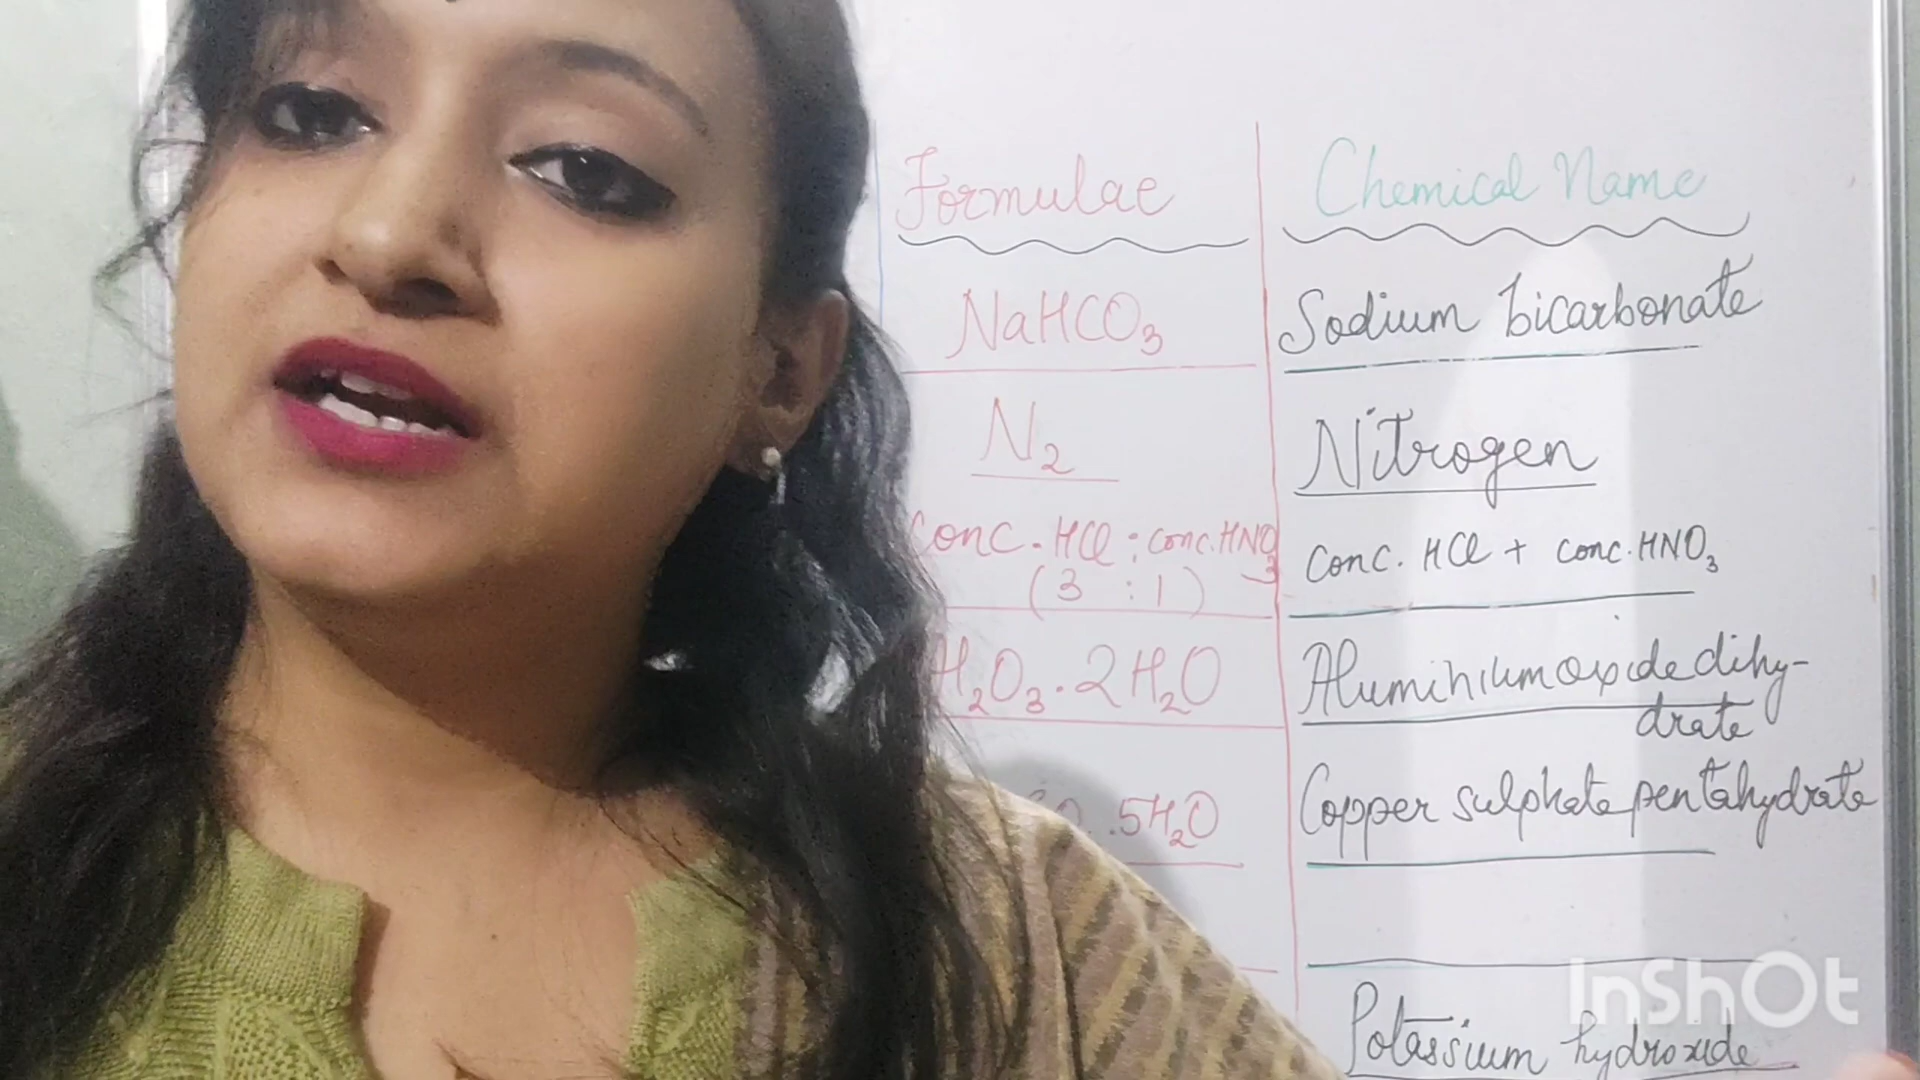 Formulae Chemical Name
NaHCO3 Sodium bicarbonate
N2 Nitrogen
conc. HCl : conc. HNO3 conc. HCl + conc. HNO3
(3 : 1)
H2O3 . 2H2O Aluminium oxide dihy-
drate
.5H2O Copper sulphate pentahydrate
Potassium hydroxide
InShOt